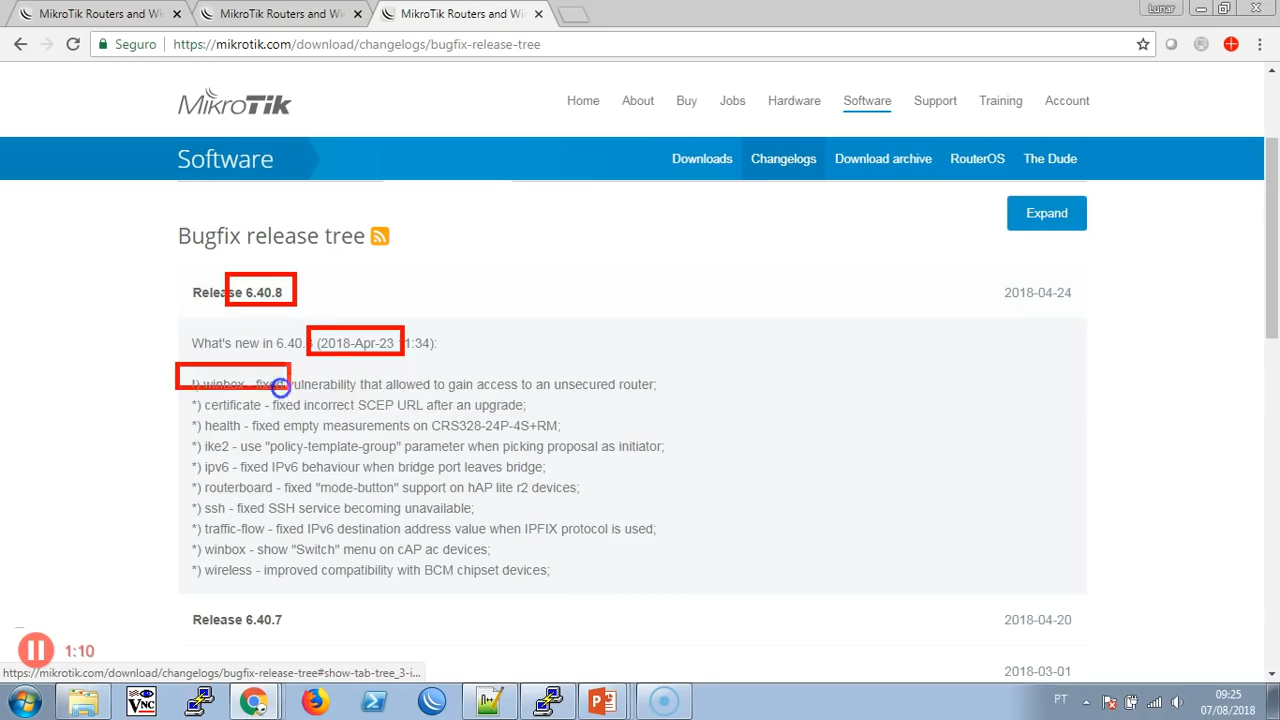 MikroTik Routers and Wi
MikroTik Routers and Wi
MikroTik Routers and Wi
Lunar
Seguro
https://mikrotik.com/download/changelogs/bugfix-release-tree
MikroTik
Home About Buy Jobs Hardware Software Support Training Account
Software
Downloads Changelogs Download archive RouterOS The Dude
Expand
Bugfix release tree
Release 6.40.8 2018-04-24
What's new in 6.40.8 (2018-Apr-23 11:34):
!) winbox - fixed vulnerability that allowed to gain access to an unsecured router;
*) certificate - fixed incorrect SCEP URL after an upgrade;
*) health - fixed empty measurements on CRS328-24P-4S+RM;
*) ike2 - use "policy-template-group" parameter when picking proposal as initiator;
*) ipv6 - fixed IPv6 behaviour when bridge port leaves bridge;
*) routerboard - fixed "mode-button" support on hAP lite r2 devices;
*) ssh - fixed SSH service becoming unavailable;
*) traffic-flow - fixed IPv6 destination address value when IPFIX protocol is used;
*) winbox - show "Switch" menu on cAP ac devices;
*) wireless - improved compatibility with BCM chipset devices;
Release 6.40.7 2018-04-20
1:10
2018-03-01
https://mikrotik.com/download/changelogs/bugfix-release-tree#show-tab-tree_3-i...
VNC
PT
09:25
07/08/2018